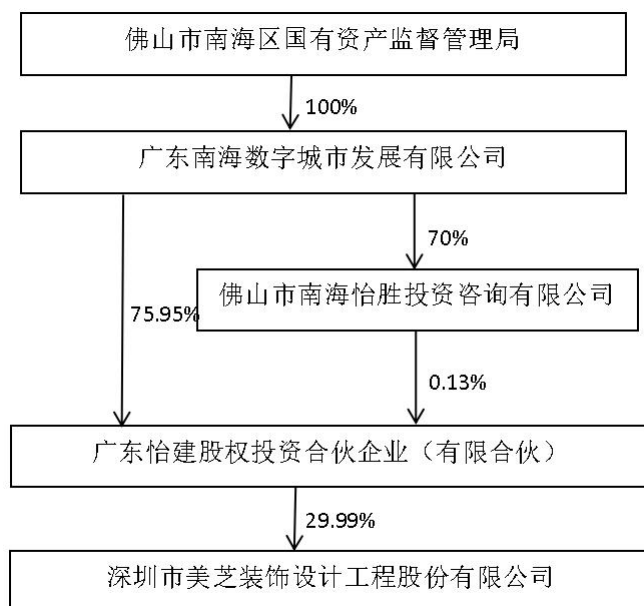 佛山市南海区国有资产监督管理局
100%
广东南海数字城市发展有限公司
70%
佛山市南海怡胜投资咨询有限公司
75.95%
0.13%
广东怡建股权投资合伙企业（有限合伙）
29.99%
深圳市美芝装饰设计工程股份有限公司